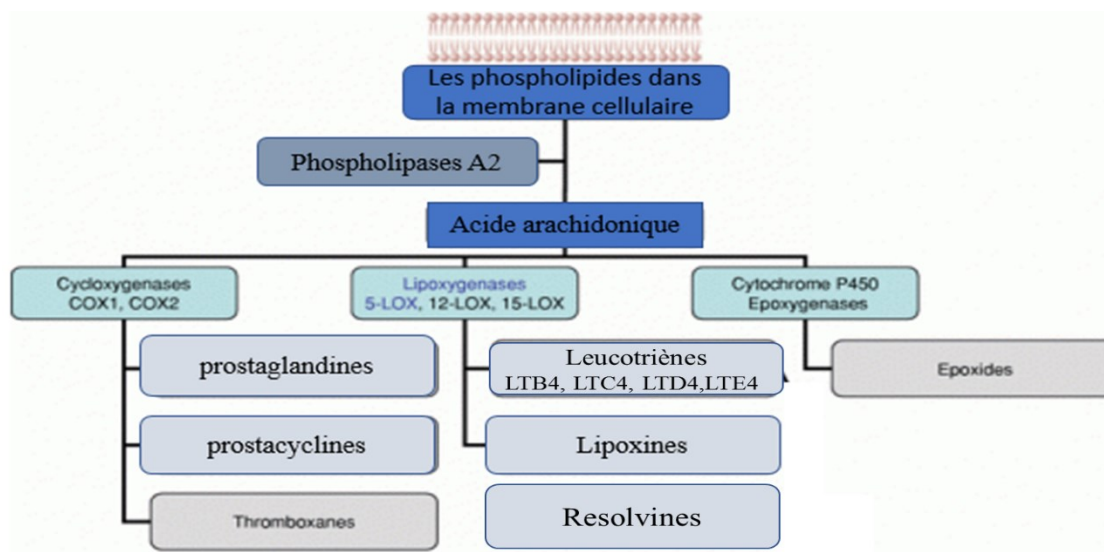 Les phospholipides dans
la membrane cellulaire
Phospholipases A2
Acide arachidonique
Cycloxygenases
COX1, COX2
Lipoxygenases
5-LOX, 12-LOX, 15-LOX
Cytochrome P450
Epoxygenases
prostaglandines
Leucotriènes
LTB4, LTC4, LTD4,LTE4
Epoxides
prostacyclines
Lipoxines
Thromboxanes
Resolvines